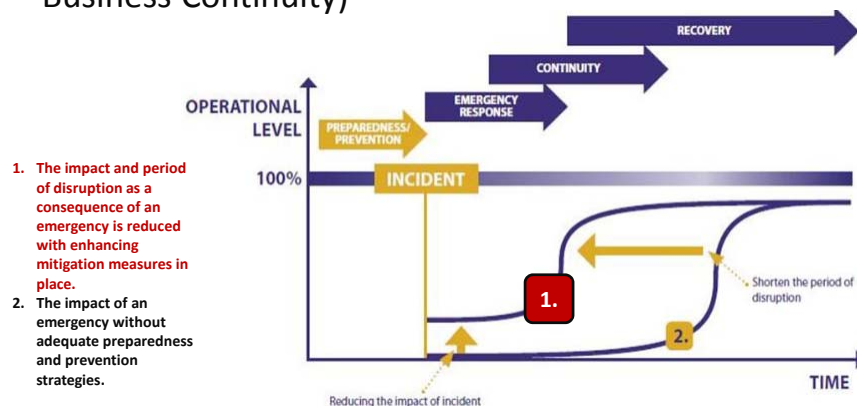 Business Continuity)
RECOVERY
CONTINUITY
EMERGENCY
RESPONSE
PREPAREDNESS/
PREVENTION
OPERATIONAL
LEVEL
100%
INCIDENT
1. The impact and period
of disruption as a
consequence of an
emergency is reduced
with enhancing
mitigation measures in
place.
2. The impact of an
emergency without
adequate preparedness
and prevention
strategies.
1.
2.
Shorten the period of
disruption
TIME
Reducing the impact of incident